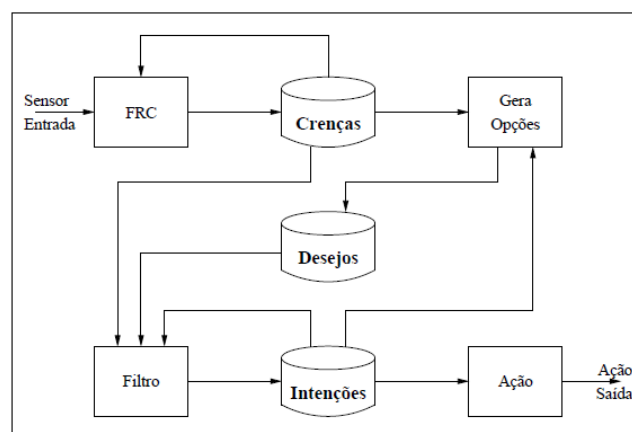 Sensor
Entrada
FRC
Crenças
Gera
Opções
Desejos
Filtro
Intenções
Ação
Ação
Saída